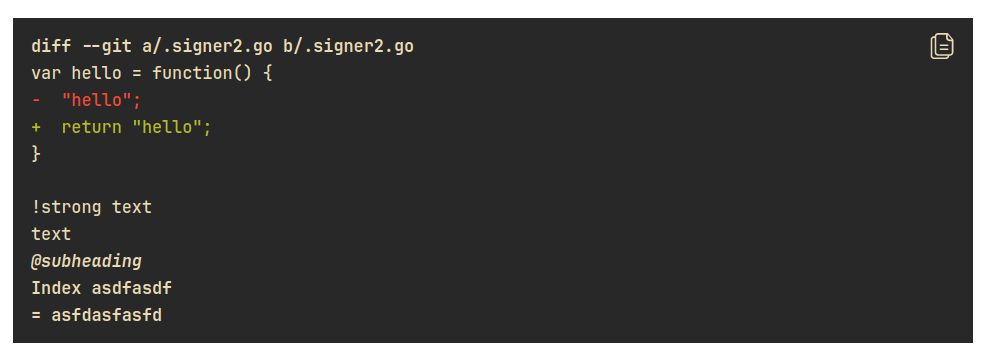 diff --git a/.signer2.go b/.signer2.go
var hello = function() {
-  "hello";
+  return "hello";
}

!strong text
text
@subheading
Index asdfasdf
= asfdasfasfd